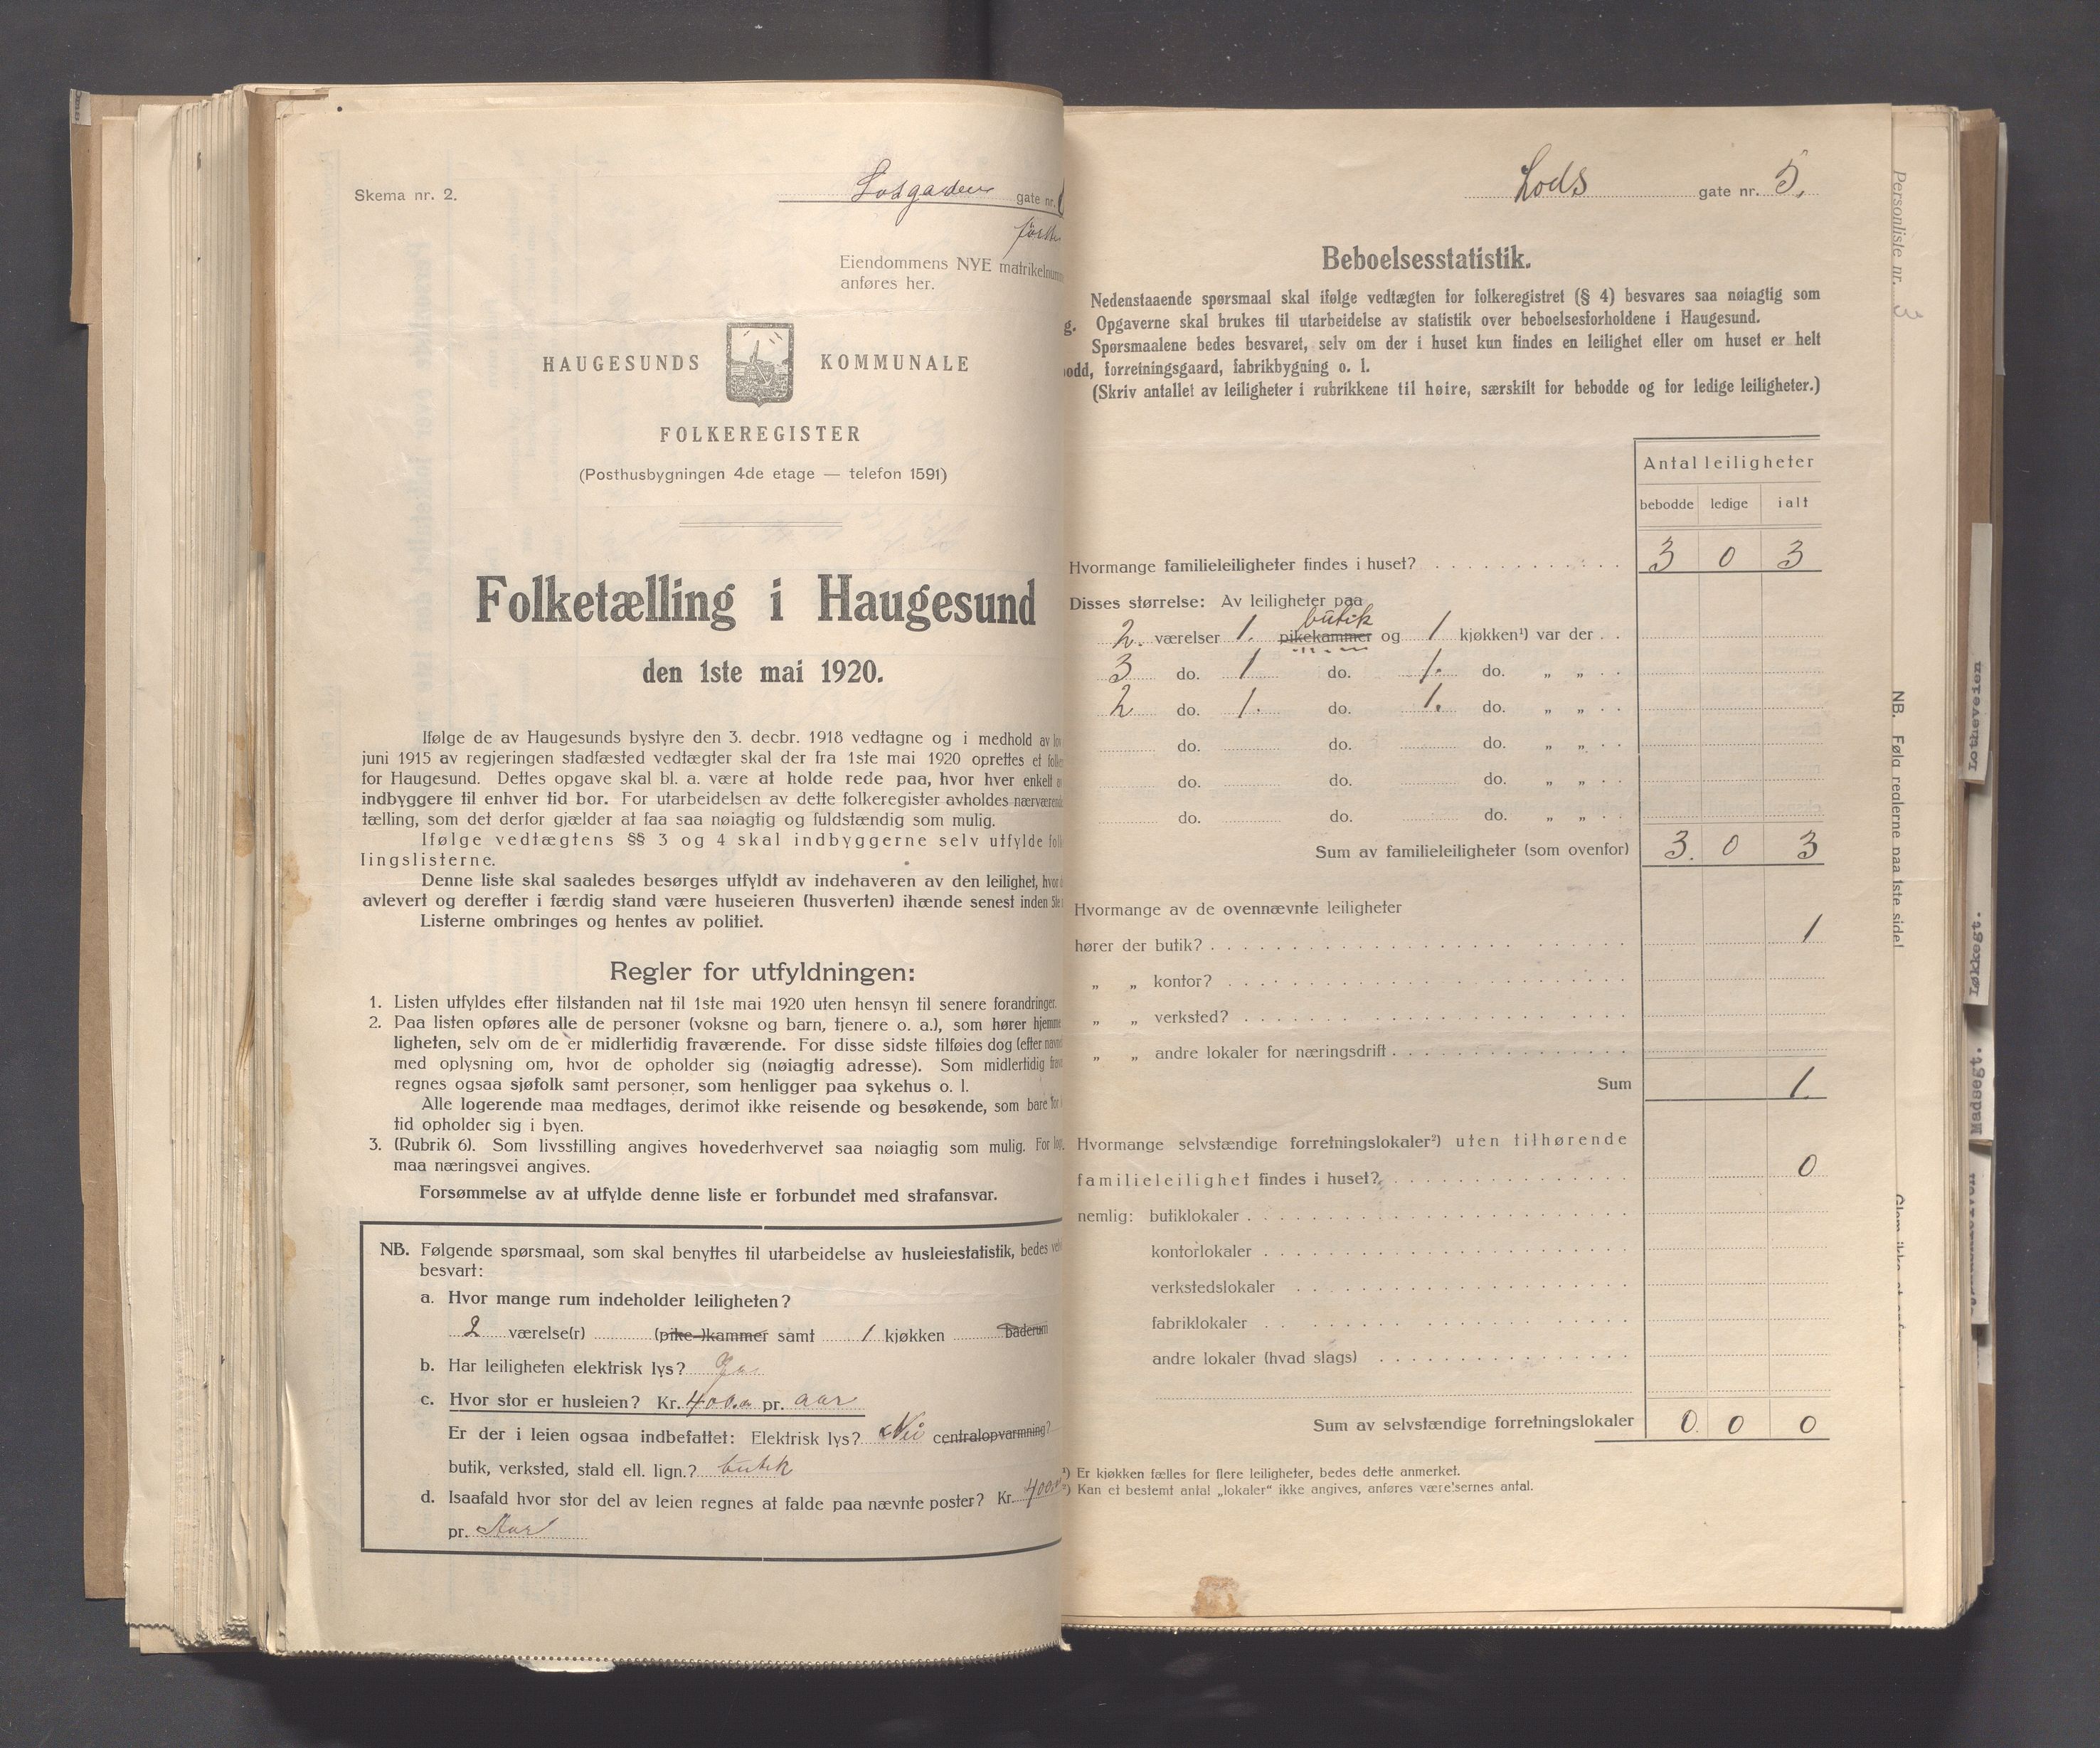 Skema nr. 2.
Losgaden gate nr.
Eiendommens NYE matrikelnum
anføres her.
HAUGESUNDS KOMMUNALE
FOLKEREGISTER
(Posthusbygningen 4de etage — telefon 1591)
Folketælling i Haugesund
den 1ste mai 1920.
Ifølge de av Haugesunds bystyre den 3. decbr. 1918 vedtagne og i medhold av lov
juni 1915 av regjeringen stadfæsted vedtægter skal der fra 1ste mai 1920 oprettes et folke
for Haugesund. Dettes opgave skal bl. a. være at holde rede paa, hvor hver enkelt a
indbyggere til enhver tid bor. For utarbeidelsen av dette folkeregister avholdes nærværend
tælling, som det derfor gjælder at faa saa nøiagtig og fuldstændig som mulig.
Ifølge vedtægtens §§ 3 og 4 skal indbyggerne selv utfylde folk
lingslisterne.
Denne liste skal saaledes besørges utfyldt av indehaveren av den leilighet, hvor d
avlevert og derefter i færdig stand være huseieren (husverten) ihænde senest inden 5te
Listerne ombringes og hentes av politiet.
Regler for utfyldningen:
1. Listen utfyldes efter tilstanden nat til 1ste mai 1920 uten hensyn til senere forandringer.
2. Paa listen opføres alle de personer (voksne og barn, tjenere o. a.), som hører hjemme
ligheten, selv om de er midlertidig fraværende. For disse sidste tilføies dog (efter navn
med oplysning om, hvor de opholder sig (nøiagtig adresse). Som midlertidig frav
regnes ogsaa sjøfolk samt personer, som henligger paa sykehus o. l.
Alle logerende maa medtages, derimot ikke reisende og besøkende, som bare for
tid opholder sig i byen.
3. (Rubrik 6). Som livsstilling angives hovederhvervet saa nøiagtig som mulig. For log.
maa næringsvei angives.
Forsømmelse av at utfylde denne liste er forbundet med strafansvar.
NB. Følgende spørsmaal, som skal benyttes til utarbeidelse av husleiestatistik, bedes
besvart:
a. Hvor mange rum indeholder leiligheten?
2 værelse(r) (pike-)kammer samt 1 kjøkken baderum
b. Har leiligheten elektrisk lys? Ja
c. Hvor stor er husleien? Kr. 400.00 pr. aar
Er der i leien ogsaa indbefattet: Elektrisk lys? Nei centralopvarmning?
butik, verksted, stald ell. lign.? butik
d. Isaafald hvor stor del av leien regnes at falde paa nævnte poster? Kr. 400
pr. Aar
Lods gate nr. 5.
Beboelsesstatistik.
Nedenstaaende spørsmaal skal ifølge vedtægten for folkeregistret (§ 4) besvares saa nøiagtig som
g. Opgaverne skal brukes til utarbeidelse av statistik over beboelsesforholdene i Haugesund.
Spørsmaalene bedes besvaret, selv om der i huset kun findes en leilighet eller om huset er helt
odd, forretningsgaard, fabrikbygning o. l.
(Skriv antallet av leiligheter i rubrikkene til høire, særskilt for bebodde og for ledige leiligheter.)
Antal leiligheter
bebodde ledige ialt
Hvormange familieleiligheter findes i huset? 3 0 3
Disses størrelse: Av leiligheter paa
butik
2. værelser 1. pikekammer og 1 kjøkken¹) var der
3 do. 1 do. 1. do. „ „
2 do. 1. do. 1. do. „ „
do. do. do. „ „
do. do. do. „ „
do. do. do. „ „
Sum av familieleiligheter (som ovenfor) 3. 0 3
Hvormange av de ovennævnte leiligheter
hører der butik? 1
„ „ kontor?
„ „ verksted?
„ „ andre lokaler for næringsdrift
Sum 1.
Hvormange selvstændige forretningslokaler²) uten tilhørende
familieleilighet findes i huset? 0
nemlig: butiklokaler
kontorlokaler
verkstedslokaler
fabriklokaler
andre lokaler (hvad slags)
Sum av selvstændige forretningslokaler 0. 0 0
¹) Er kjøkken fælles for flere leiligheter, bedes dette anmerket.
²) Kan et bestemt antal „lokaler“ ikke angives, anføres værelsernes antal.
Personliste nr. 3
NB. Følg reglerne paa 1ste side!
Lotheveien
Løkkegt.
Madsegt.